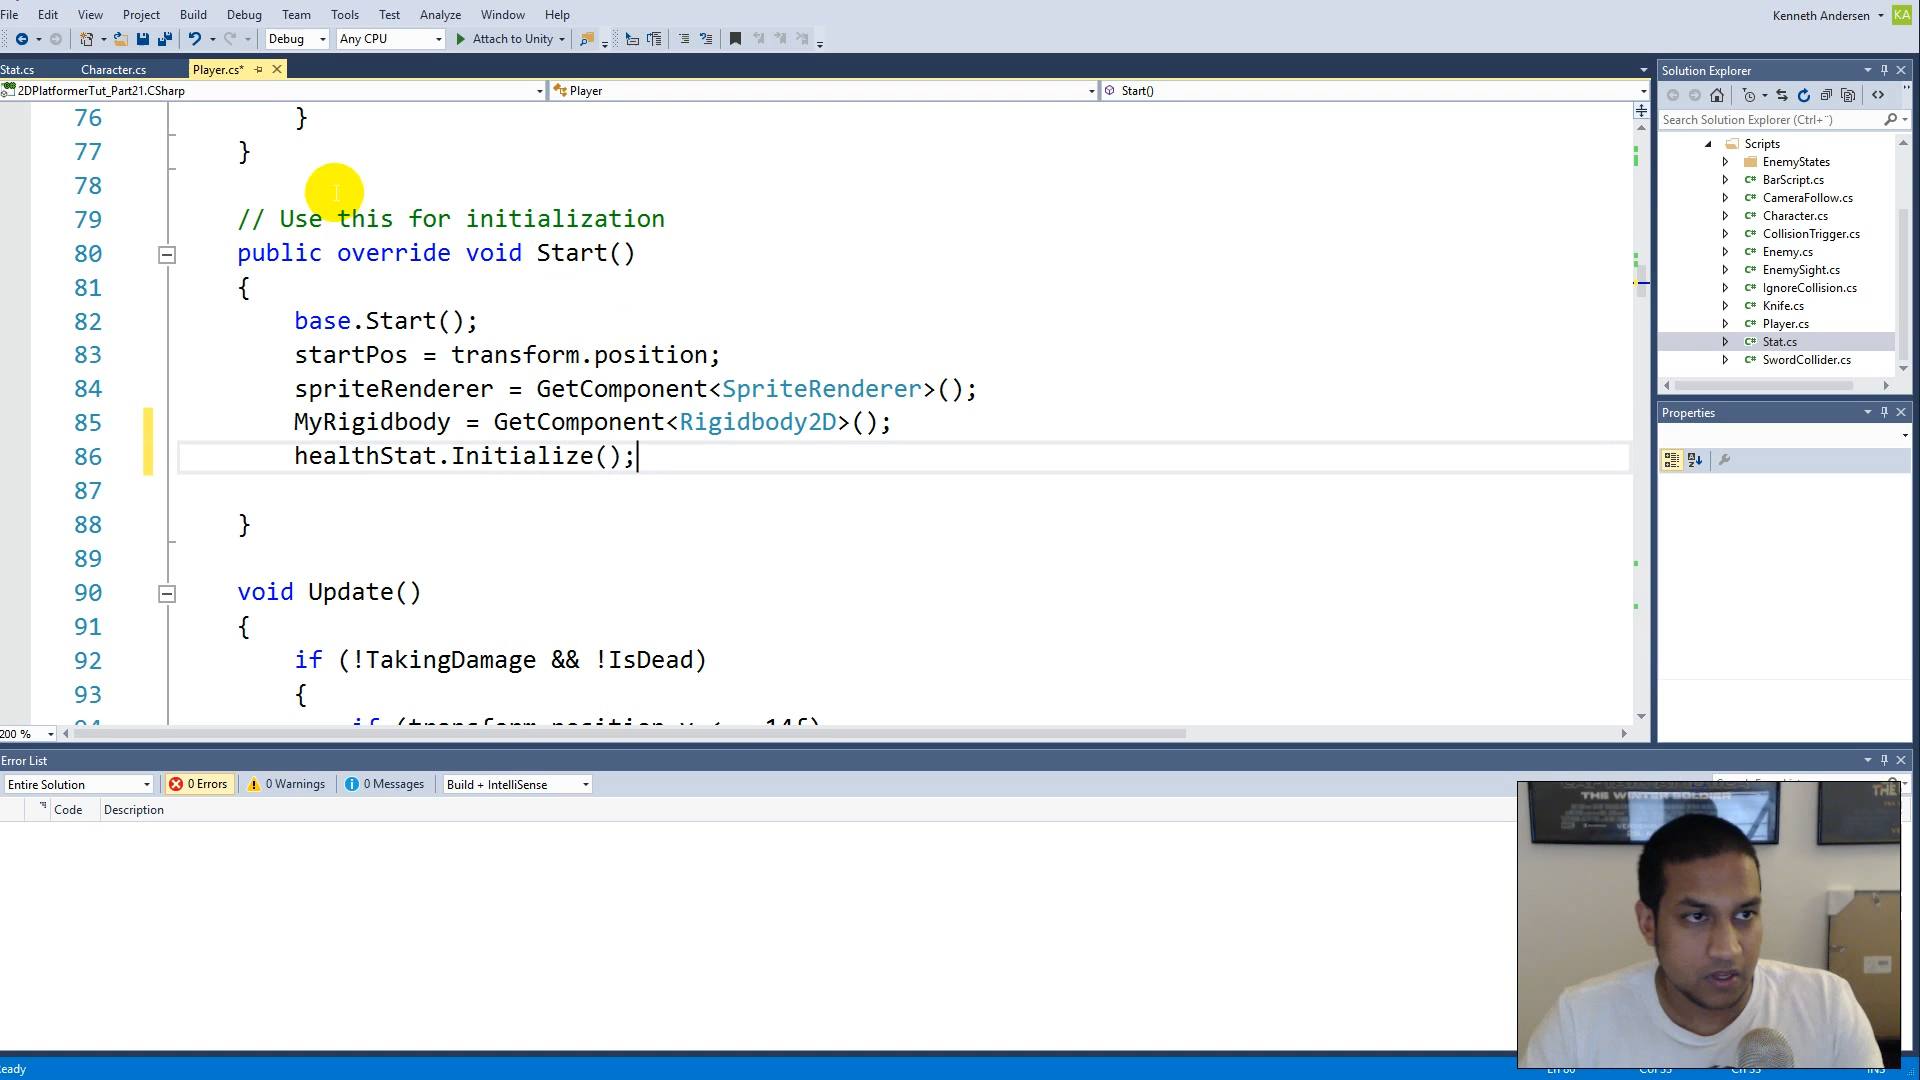 File Edit View Project Build Debug Team Tools Test Analyze Window Help
Kenneth Andersen KA
Debug Any CPU Attach to Unity
Stat.cs Character.cs Player.cs*
2DPlatformerTut_Part21.CSharp Player Start()
76 }
77 }
78
79 // Use this for initialization
80 public override void Start()
81 {
82 base.Start();
83 startPos = transform.position;
84 spriteRenderer = GetComponent<SpriteRenderer>();
85 MyRigidbody = GetComponent<Rigidbody2D>();
86 healthStat.Initialize();
87
88 }
89
90 void Update()
91 {
92 if (!TakingDamage && !IsDead)
93 {
200 %
Solution Explorer
Search Solution Explorer (Ctrl+¨)
Scripts
EnemyStates
C# BarScript.cs
C# CameraFollow.cs
C# Character.cs
C# CollisionTrigger.cs
C# Enemy.cs
C# EnemySight.cs
C# IgnoreCollision.cs
C# Knife.cs
C# Player.cs
C# Stat.cs
C# SwordCollider.cs
Properties
Error List
Entire Solution 0 Errors 0 Warnings 0 Messages Build + IntelliSense
Code Description
THE WINTER SOLDIER
THE
eady